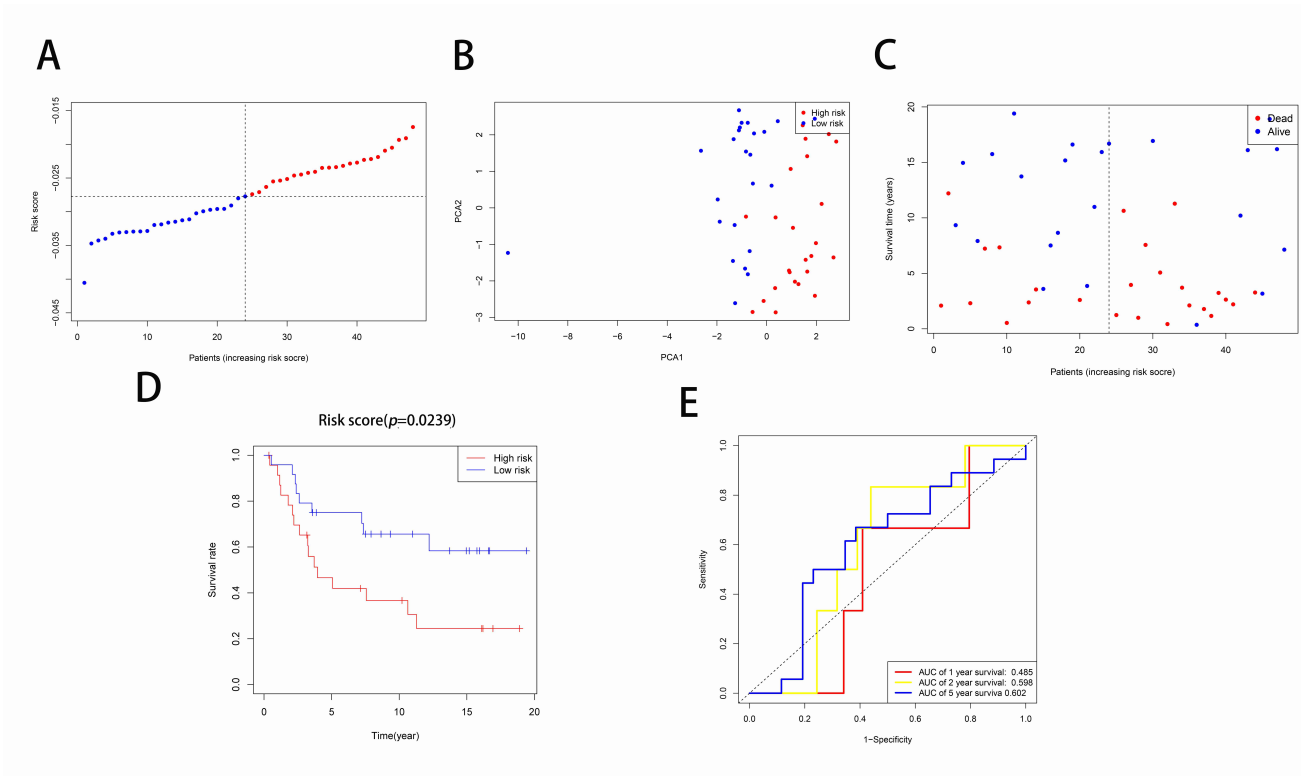 A
Risk score
−0.015
−0.025
−0.035
−0.045
0
10
20
30
40
Patients (increasing risk socre)
B
PCA2
2
1
0
−1
−2
−3
−10
−8
−6
−4
−2
0
2
PCA1
High risk
Low risk
C
Survival time (years)
20
15
10
5
0
0
10
20
30
40
Patients (increasing risk socre)
Dead
Alive
D
Risk score(p=0.0239)
Survival rate
1.0
0.8
0.6
0.4
0.2
0.0
0
5
10
15
20
Time(year)
High risk
Low risk
E
Sensitivity
1.0
0.8
0.6
0.4
0.2
0.0
0.0
0.2
0.4
0.6
0.8
1.0
1−Specificity
AUC of 1 year survival: 0.485
AUC of 2 year survival: 0.598
AUC of 5 year surviva 0.602